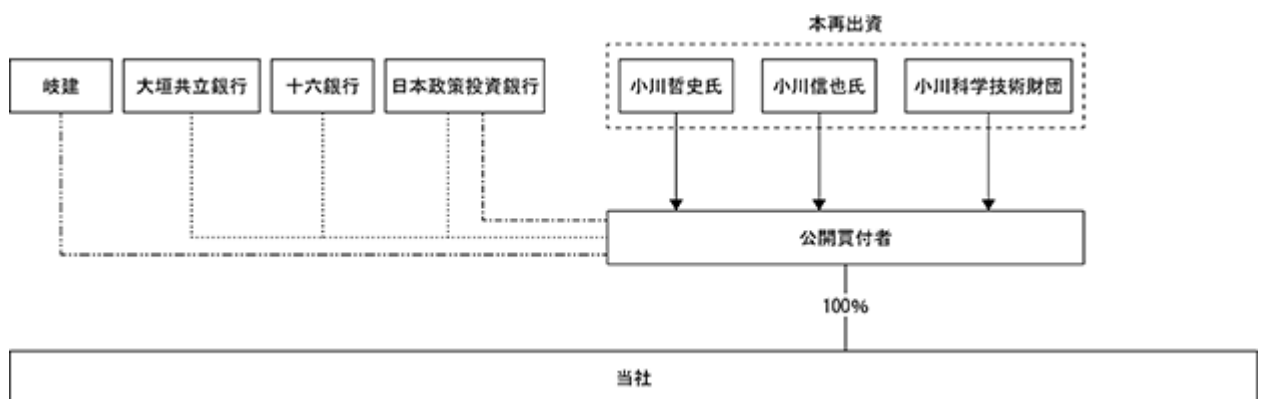 本再出資
岐建
大垣共立銀行
十六銀行
日本政策投資銀行
小川哲史氏
小川信也氏
小川科学技術財団
公開買付者
100%
当社